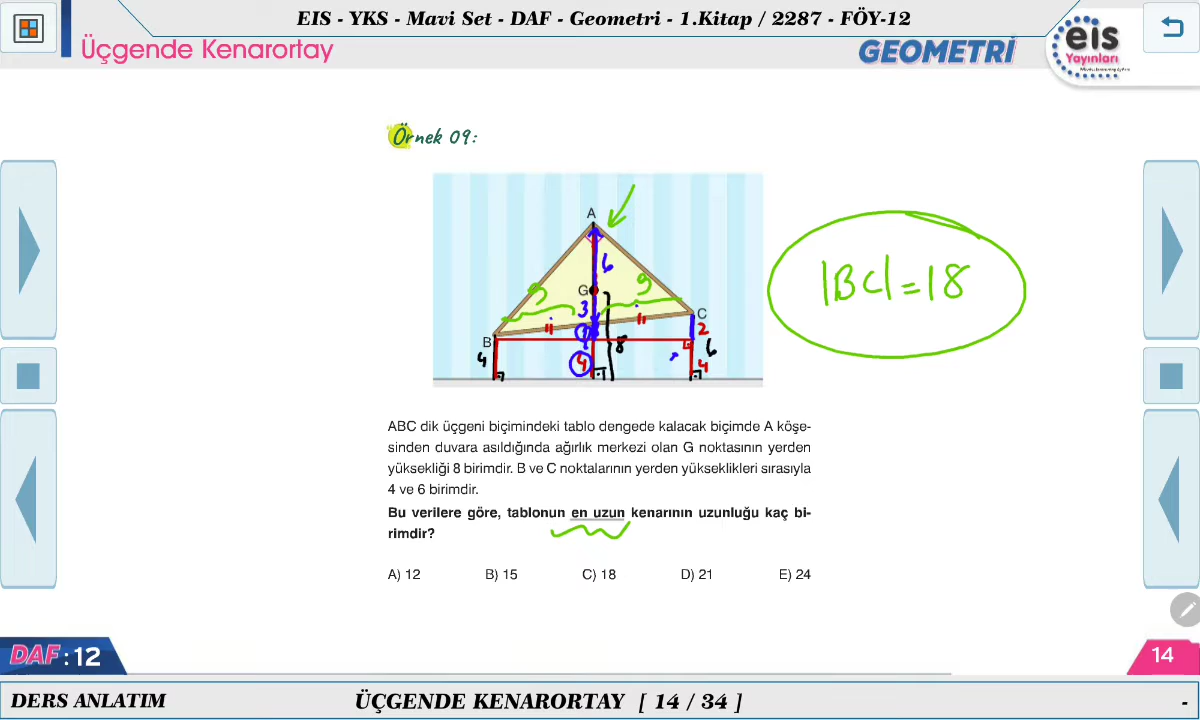 EIS - YKS - Mavi Set - DAF - Geometri - 1.Kitap / 2287 - FÖY-12
Üçgende Kenarortay
GEOMETRİ
eis
Yayınları
Örnek 09:
A
6
9
9
G
3
C
B
1
8
2
4
4
6
4
|BC| = 18
ABC dik üçgeni biçimindeki tablo dengede kalacak biçimde A köşe-
sinden duvara asıldığında ağırlık merkezi olan G noktasının yerden
yüksekliği 8 birimdir. B ve C noktalarının yerden yükseklikleri sırasıyla
4 ve 6 birimdir.
Bu verilere göre, tablonun en uzun kenarının uzunluğu kaç bi-
rimdir?
A) 12 B) 15 C) 18 D) 21 E) 24
DAF : 12
14
DERS ANLATIM
ÜÇGENDE KENARORTAY [ 14 / 34 ]
-